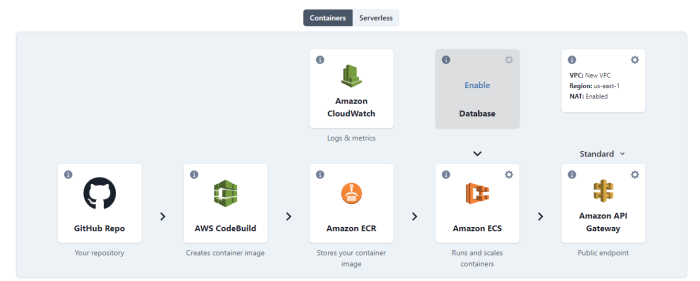 Containers
Serverless
Amazon
CloudWatch
Logs & metrics
Enable
Database
VPC: New VPC
Region: us-east-1
NAT: Enabled
Standard
GitHub Repo
Your repository
AWS CodeBuild
Creates container image
Amazon ECR
Stores your container
image
Amazon ECS
Runs and scales
containers
Amazon API
Gateway
Public endpoint